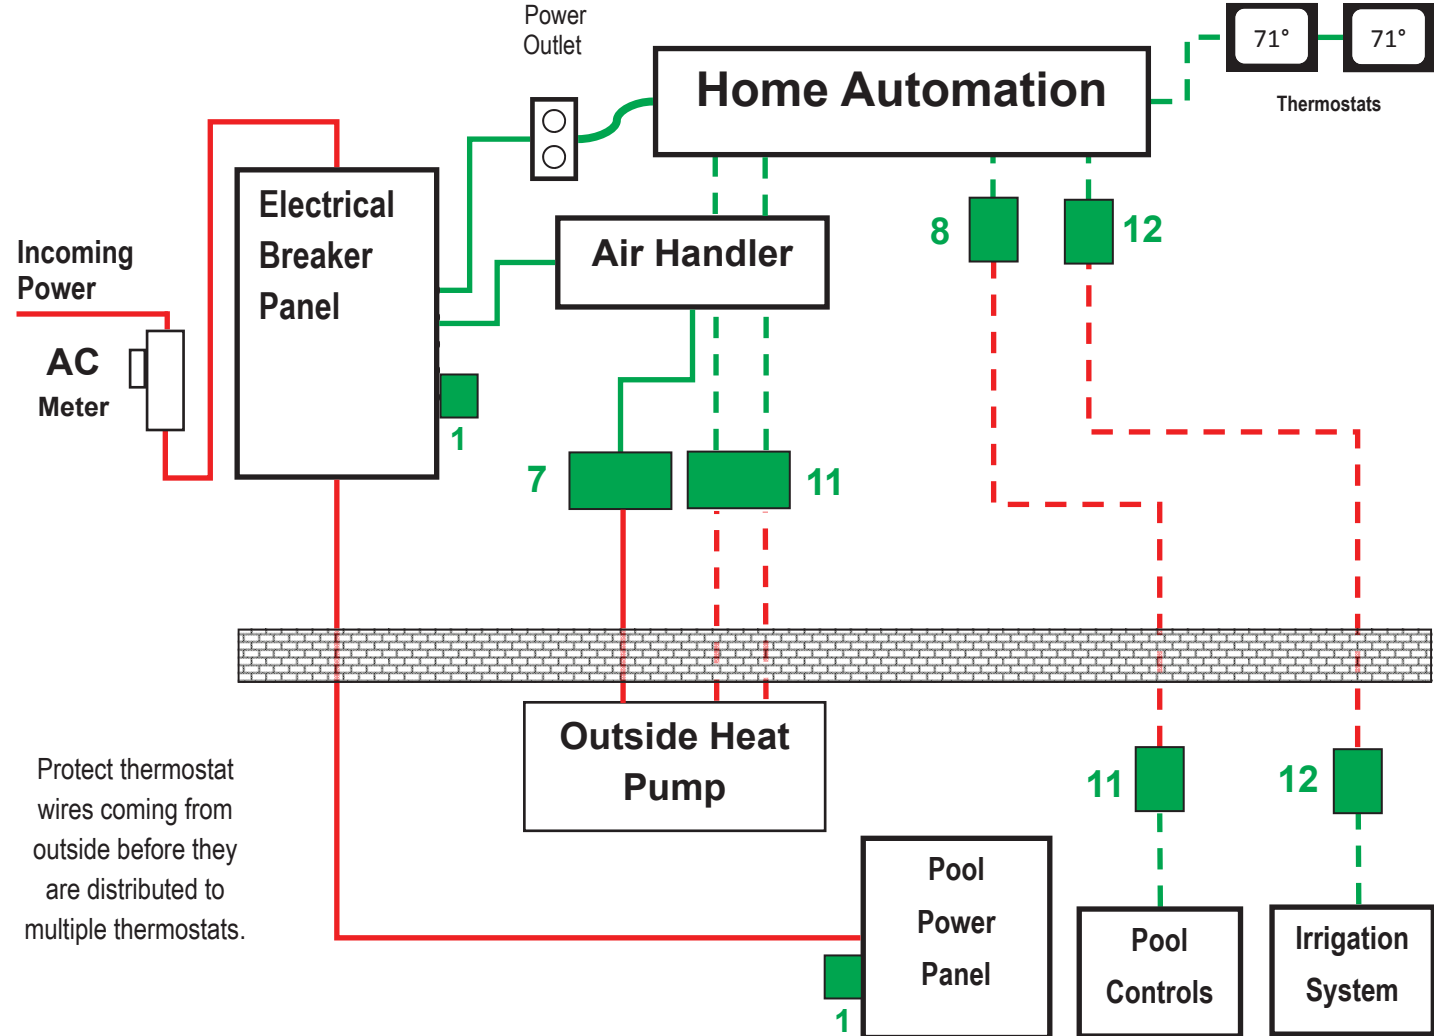 Power
Outlet
71°
71°
Thermostats
Home Automation
Electrical
Breaker
Panel
Incoming
Power
AC
Meter
Air Handler
8
12
1
7
11
Outside Heat
Pump
11
12
Protect thermostat
wires coming from
outside before they
are distributed to
multiple thermostats.
Pool
Power
Panel
1
Pool
Controls
Irrigation
System